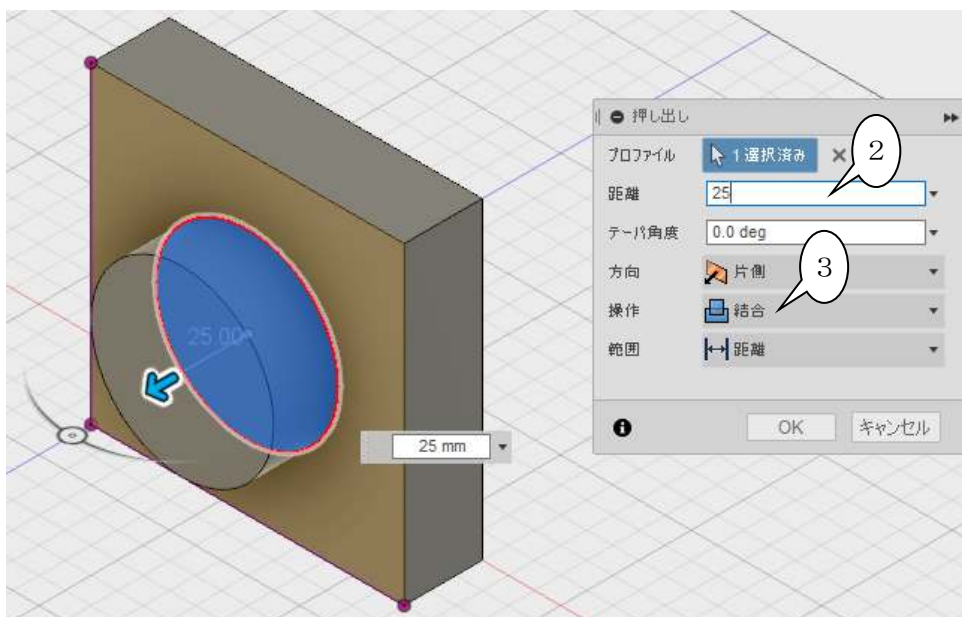 押し出し
プロファイル 1 選択済み
2
距離 25
テーパ角度 0.0 deg
方向 片側
3
操作 結合
範囲 距離
25.00
25 mm
OK キャンセル